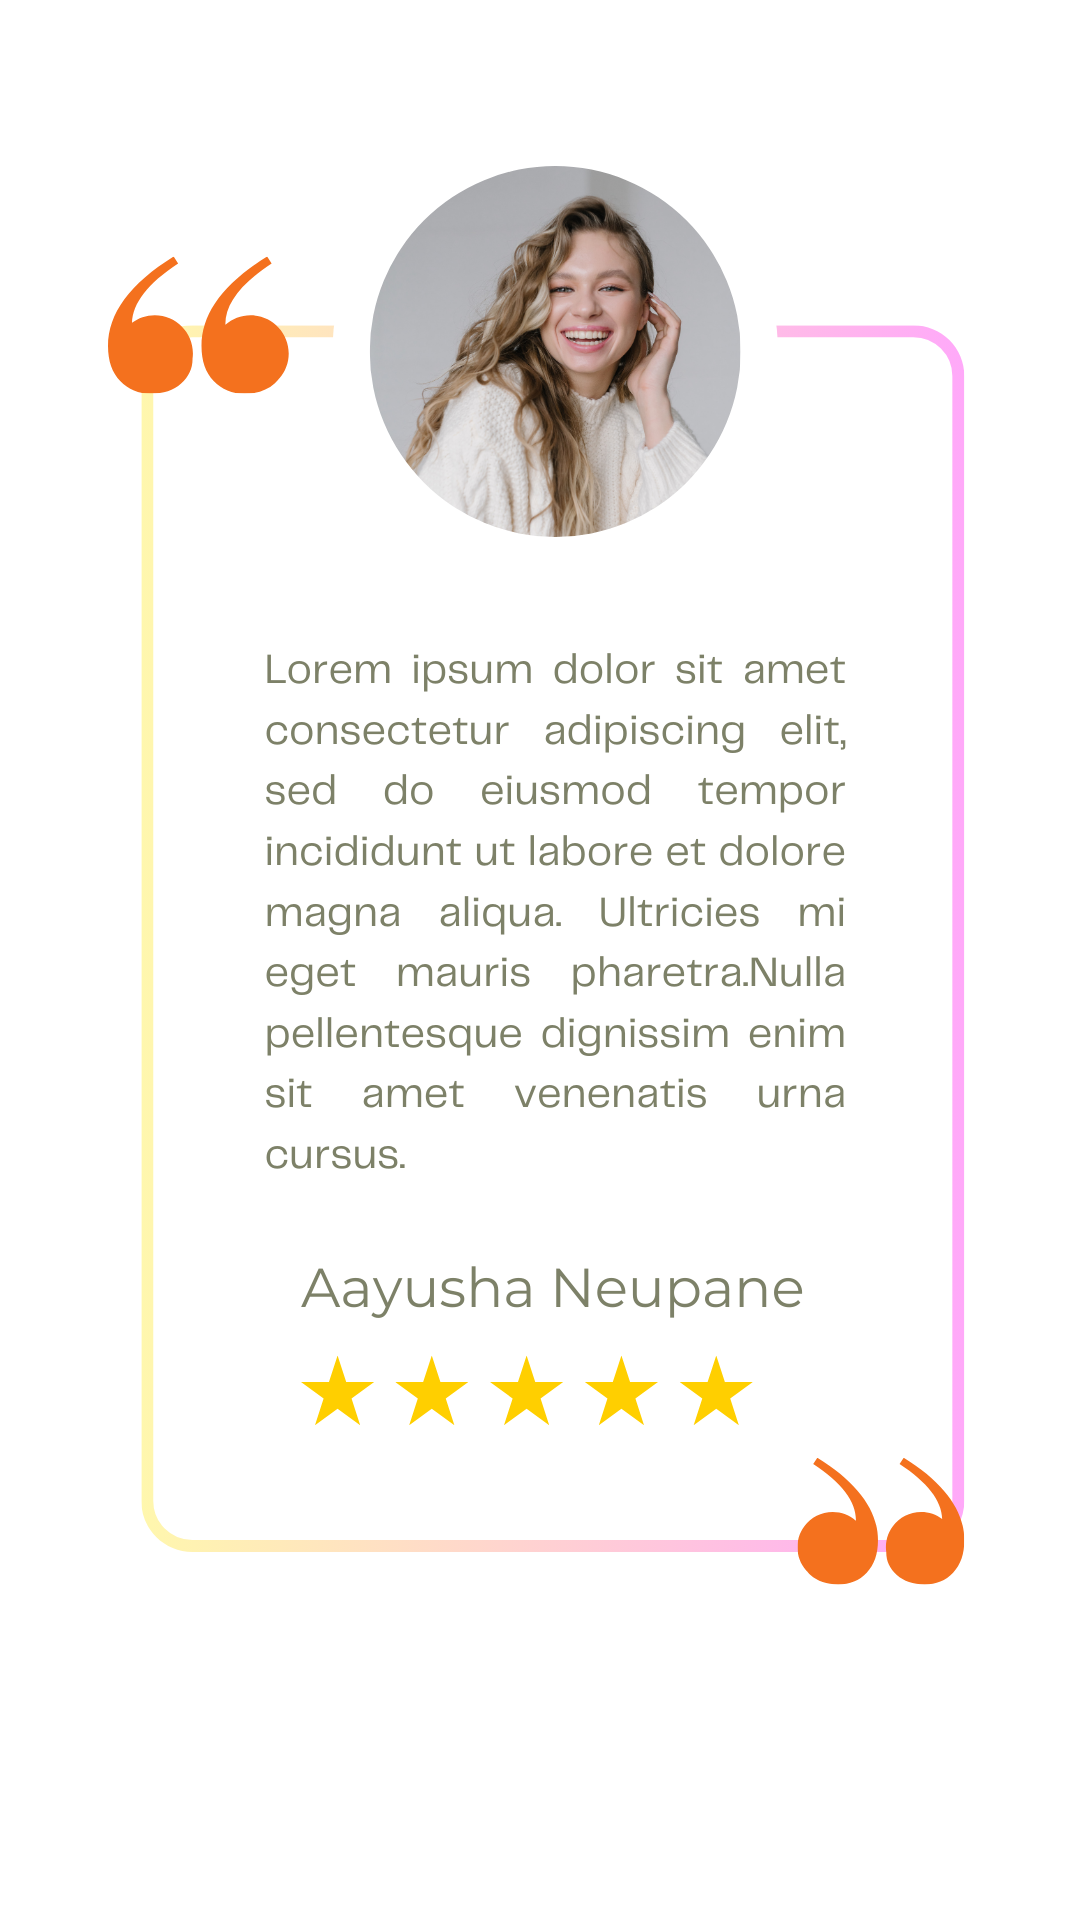 Lorem ipsum dolor sit amet
consectetur adipiscing elit,
sed do eiusmod tempor
incididunt ut labore et dolore
magna aliqua. Ultricies mi
eget mauris pharetra.Nulla
pellentesque dignissim enim
sit amet venenatis urna
cursus.
Aayusha Neupane